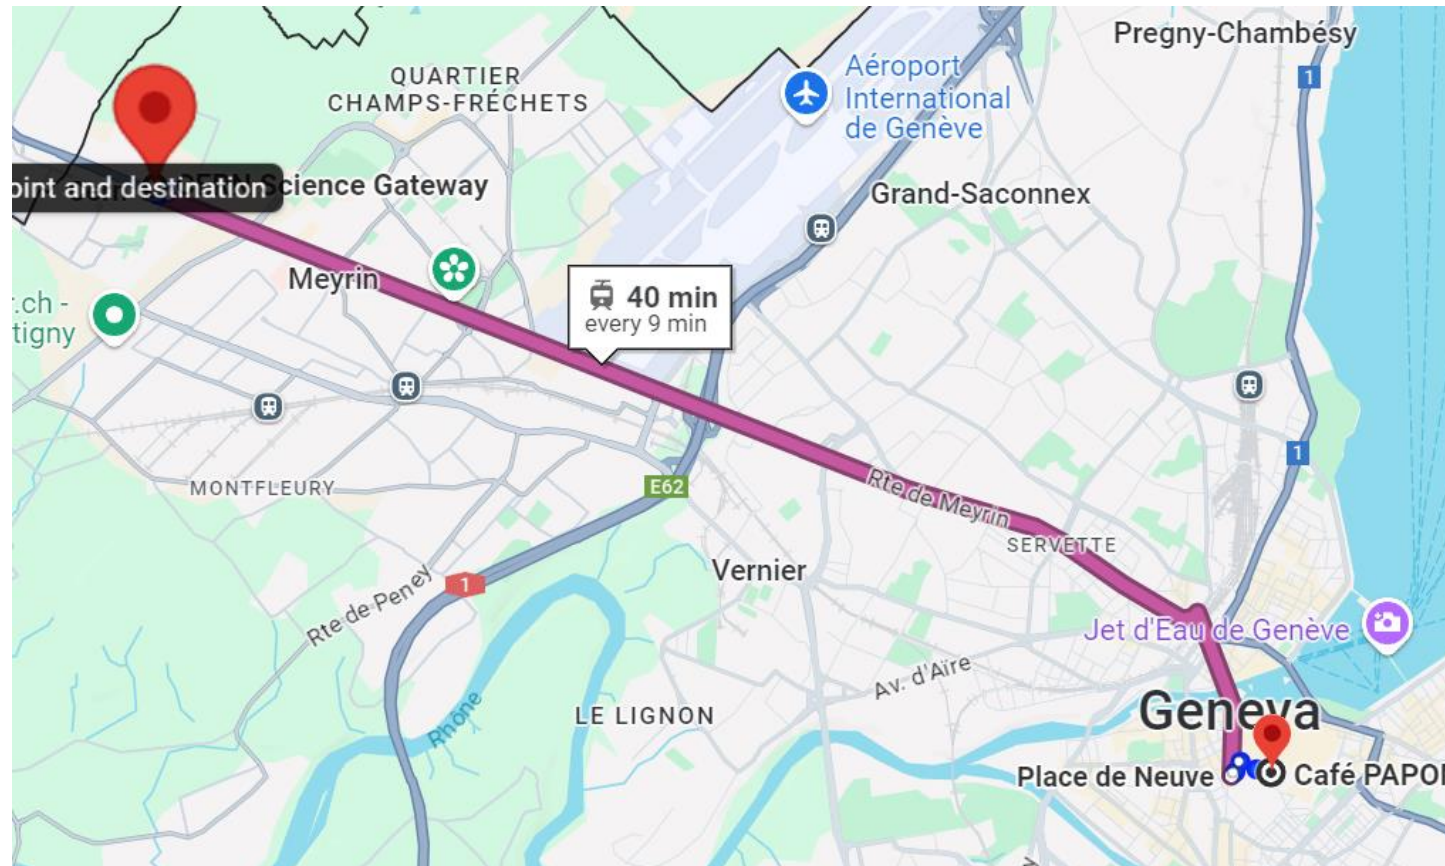 Pregny-Chambésy
1
QUARTIER
CHAMPS-FRÉCHETS
Aéroport
International
de Genève
point and destination
Science Gateway
Grand-Saconnex
Meyrin
40 min
every 9 min
.ch -
tigny
1
MONTFLEURY
E62
Rte de Meyrin
SERVETTE
Vernier
1
Rte de Peney
Jet d'Eau de Genève
Av. d'Aïre
Rhône
LE LIGNON
Geneva
Place de Neuve
Café PAPO